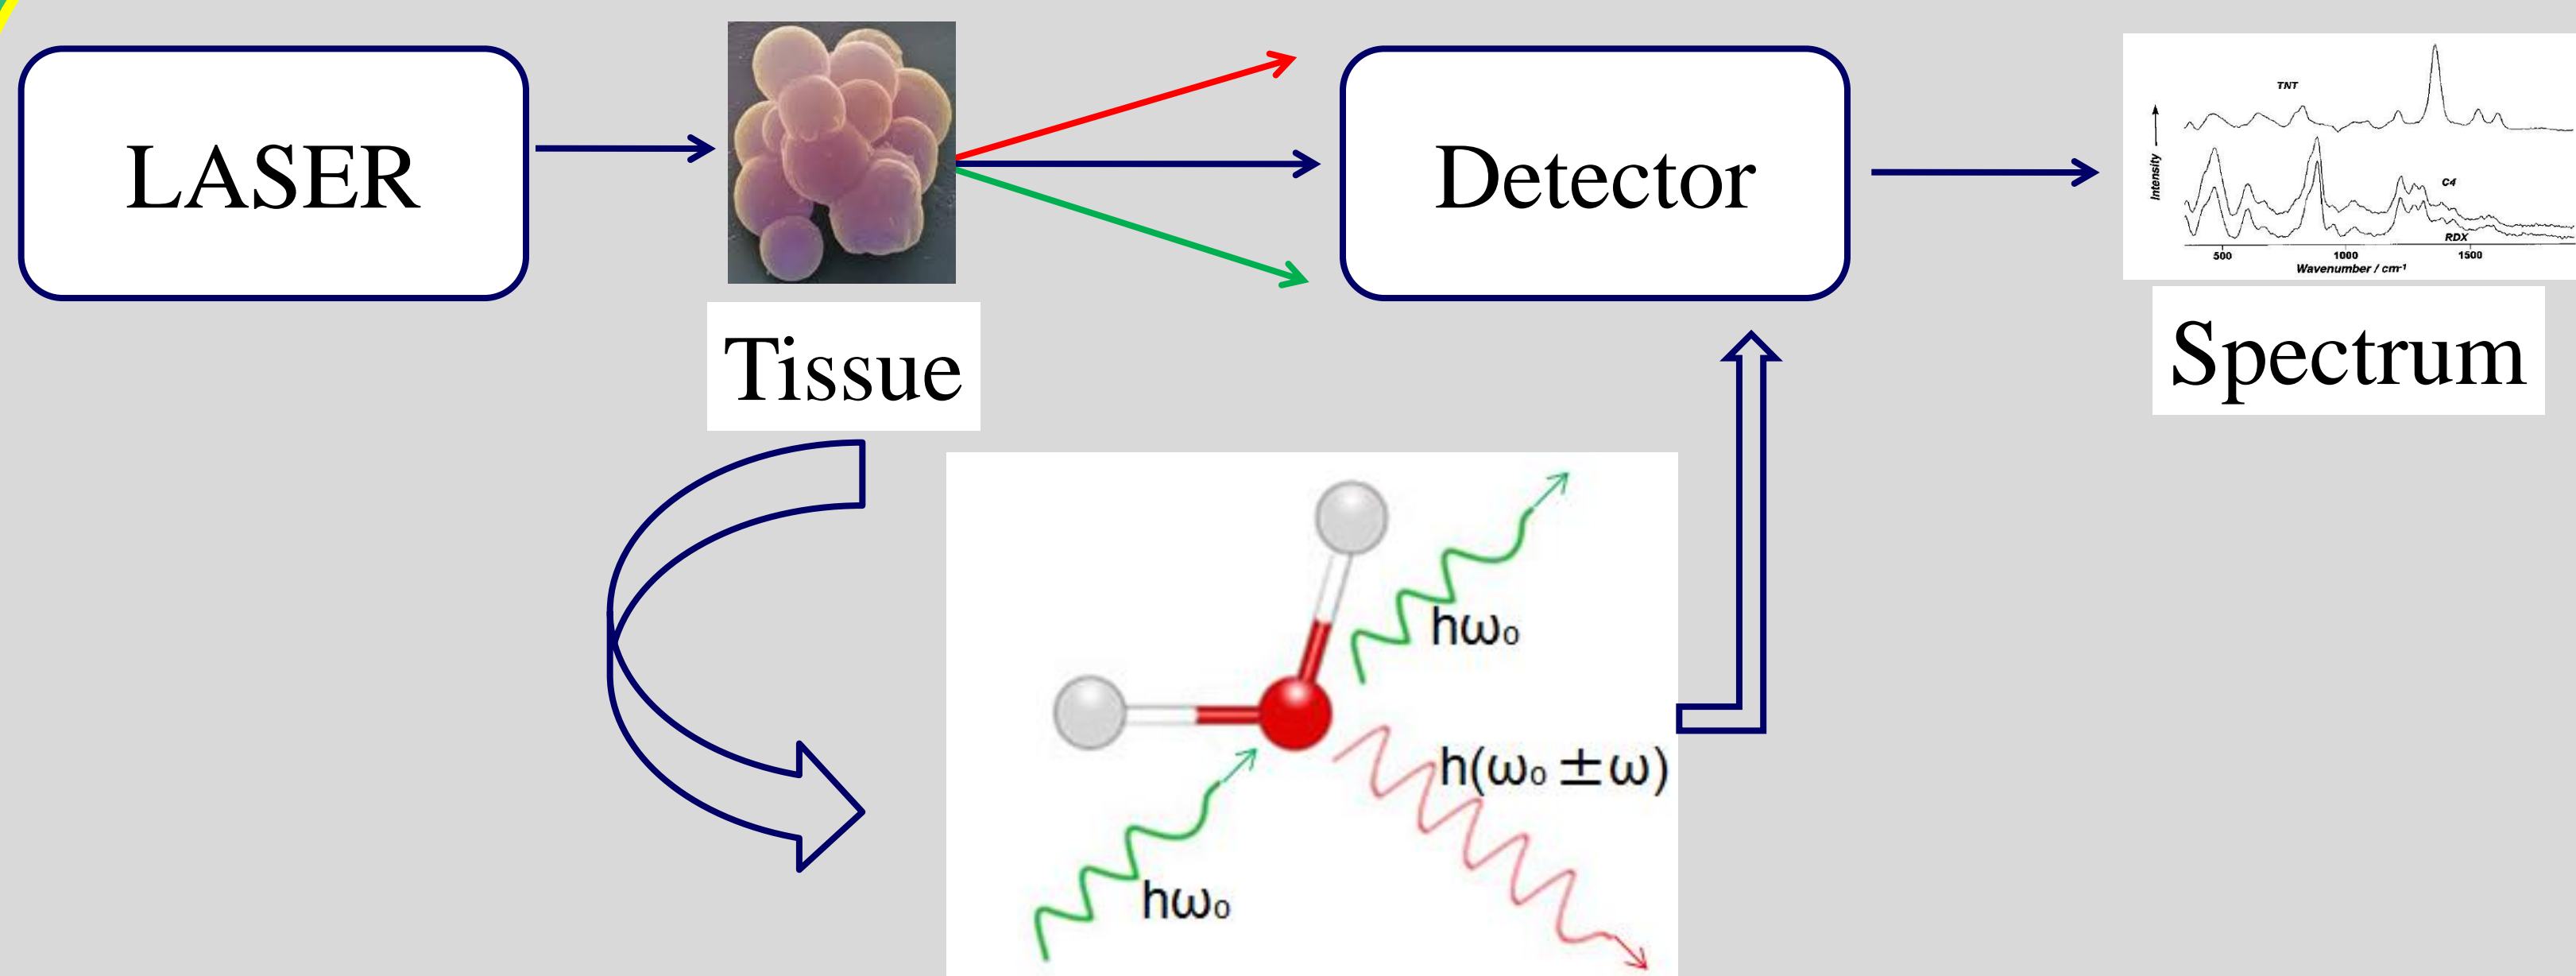 LASER
Tissue
Detector
Spectrum
TNT
C4
RDX
Intensity
500 1000 1500
Wavenumber / cm-1
hω₀
h(ω₀ ±ω)
hω₀